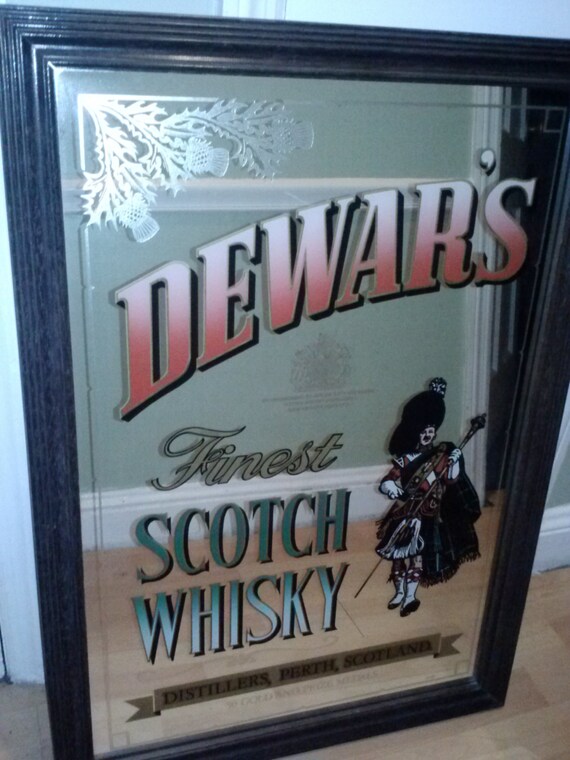 DEWAR'S
Finest
SCOTCH
WHISKY
DISTILLERS, PERTH, SCOTLAND.